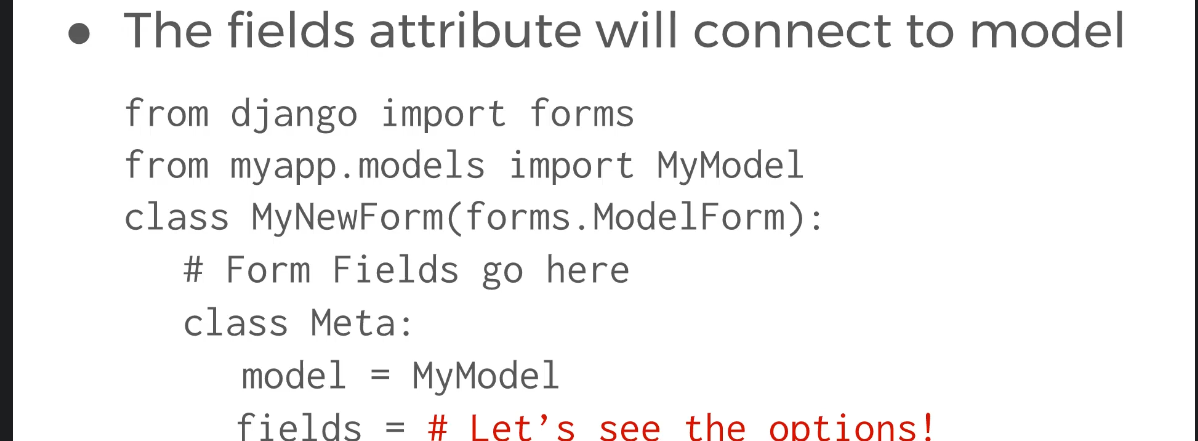 ● The fields attribute will connect to model
from django import forms
from myapp.models import MyModel
class MyNewForm(forms.ModelForm):
# Form Fields go here
class Meta:
model = MyModel
fields = # Let’s see the options!